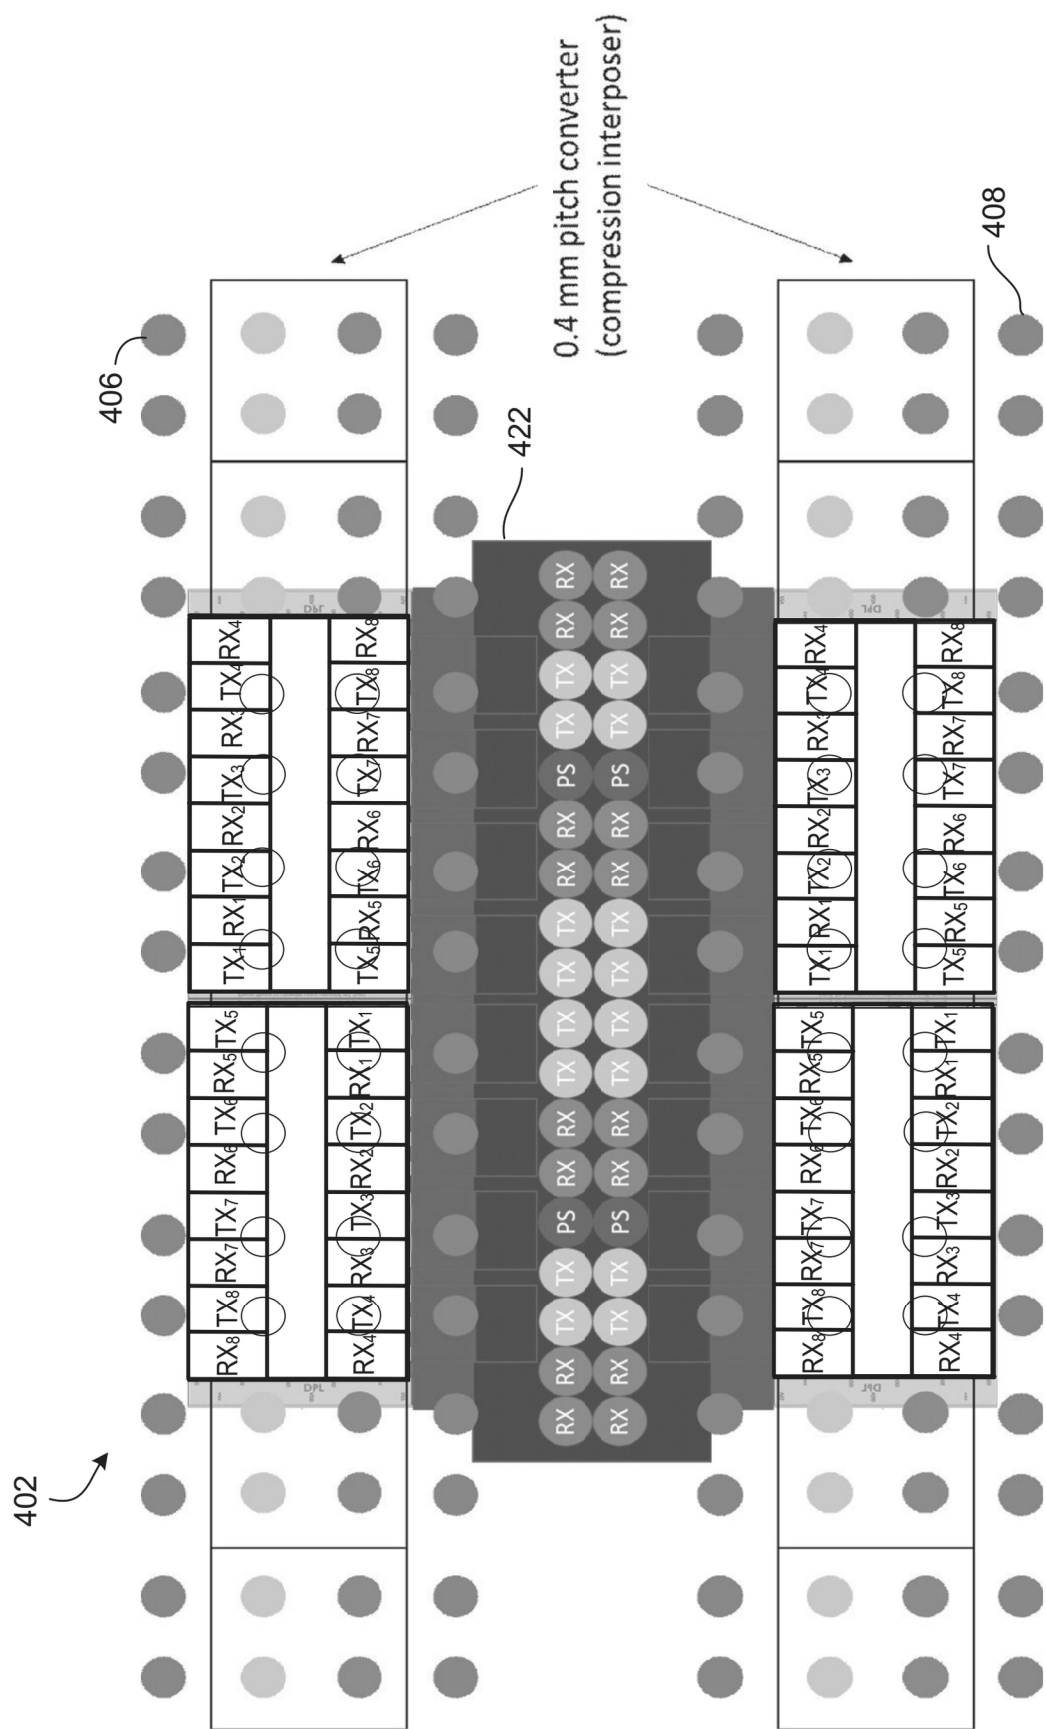 402
406
RX8 TX8 RX7 TX7 RX6 TX6 RX5 TX5 TX1 RX1 TX2 RX2 TX3 RX3 TX4 RX4
RX4 TX4 RX3 TX3 RX2 TX2 RX1 TX1 TX5 RX5 TX6 RX6 TX7 RX7 TX8 RX8
422
RX RX TX TX PS RX RX TX TX TX TX RX RX PS TX TX RX RX
RX RX TX TX PS RX RX TX TX TX TX RX RX PS TX TX RX RX
0.4 mm pitch converter
(compression interposer)
RX8 TX8 RX7 TX7 RX6 TX6 RX5 TX5 TX1 RX1 TX2 RX2 TX3 RX3 TX4 RX4
RX4 TX4 RX3 TX3 RX2 TX2 RX1 TX1 TX5 RX5 TX6 RX6 TX7 RX7 TX8 RX8
408